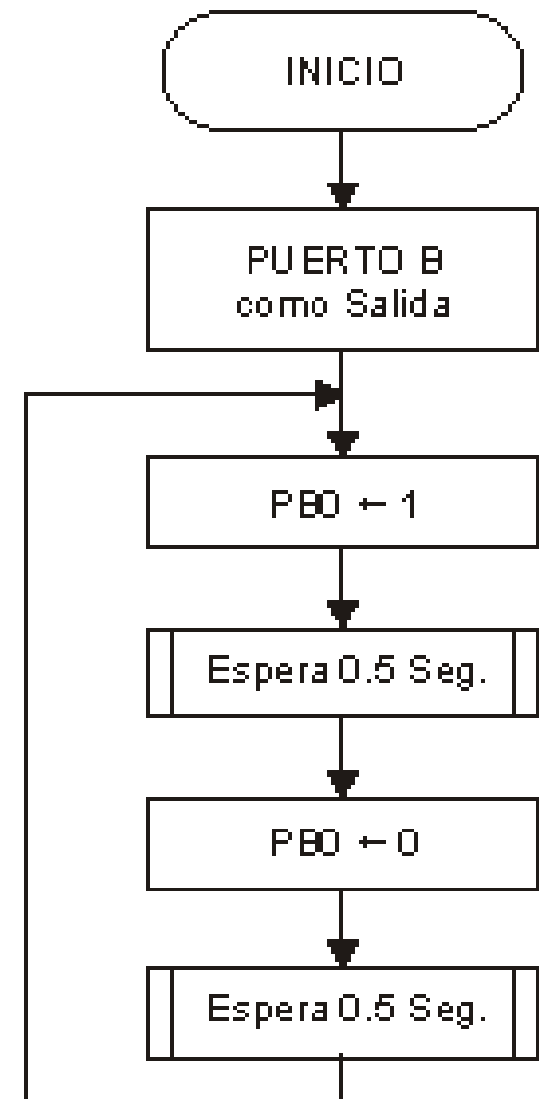 INICIO
PUERTO B
como Salida
PB0 ← 1
Espera 0.5 Seg.
PB0 ← 0
Espera 0.5 Seg.